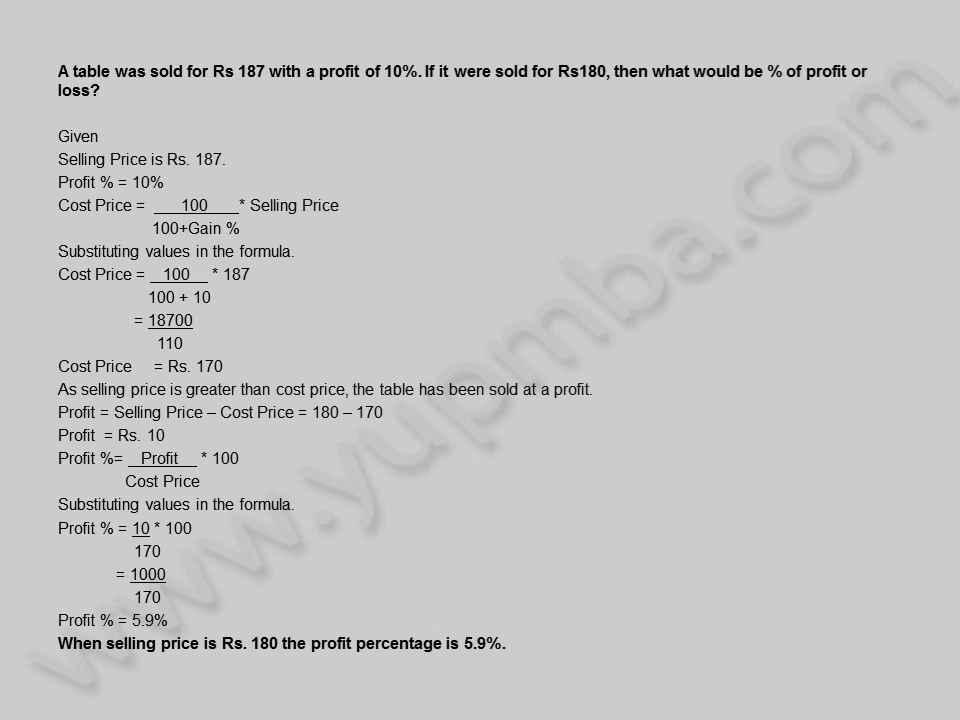 A table was sold for Rs 187 with a profit of 10%. If it were sold for Rs180, then what would be % of profit or
loss?
Given
Selling Price is Rs. 187.
Profit % = 10%
Cost Price = 100 * Selling Price
100+Gain %
Substituting values in the formula.
Cost Price = 100 * 187
100 + 10
= 18700
110
Cost Price = Rs. 170
As selling price is greater than cost price, the table has been sold at a profit.
Profit = Selling Price – Cost Price = 180 – 170
Profit = Rs. 10
Profit %= Profit * 100
Cost Price
Substituting values in the formula.
Profit % = 10 * 100
170
= 1000
170
Profit % = 5.9%
When selling price is Rs. 180 the profit percentage is 5.9%.
www.yupmba.com